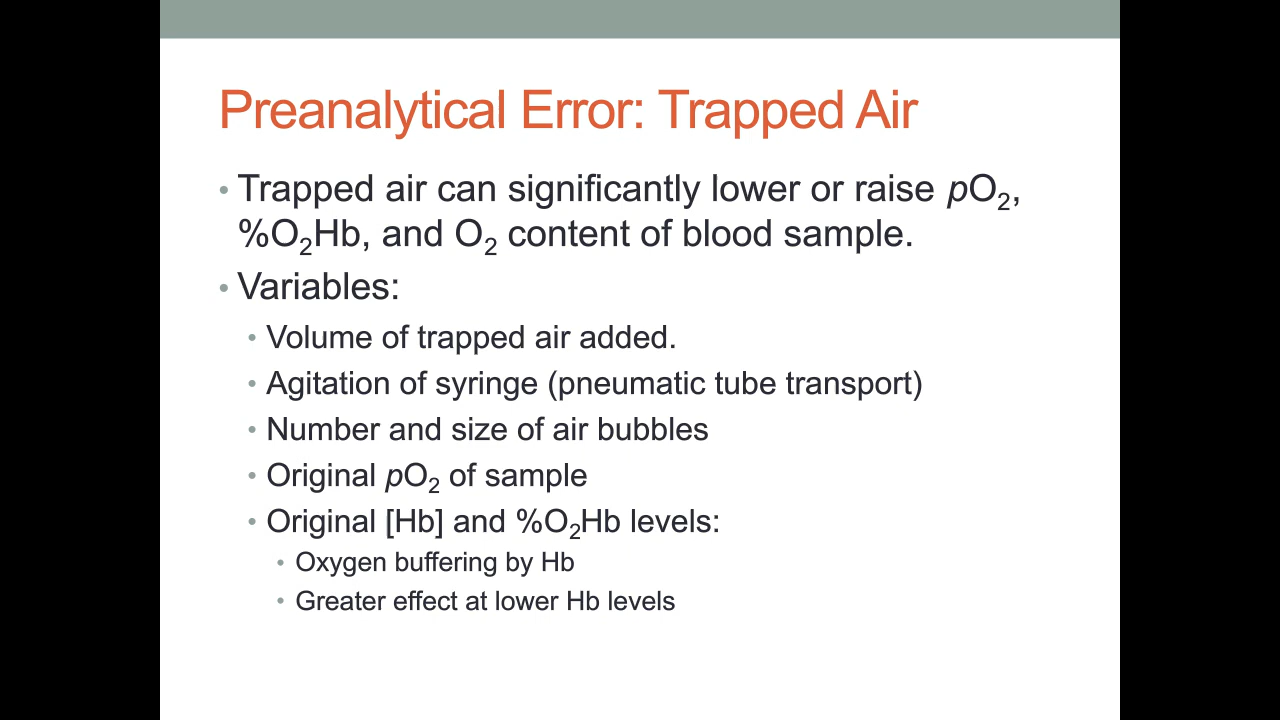 Preanalytical Error: Trapped Air
• Trapped air can significantly lower or raise pO₂,
%O₂Hb, and O₂ content of blood sample.
• Variables:
• Volume of trapped air added.
• Agitation of syringe (pneumatic tube transport)
• Number and size of air bubbles
• Original pO₂ of sample
• Original [Hb] and %O₂Hb levels:
• Oxygen buffering by Hb
• Greater effect at lower Hb levels